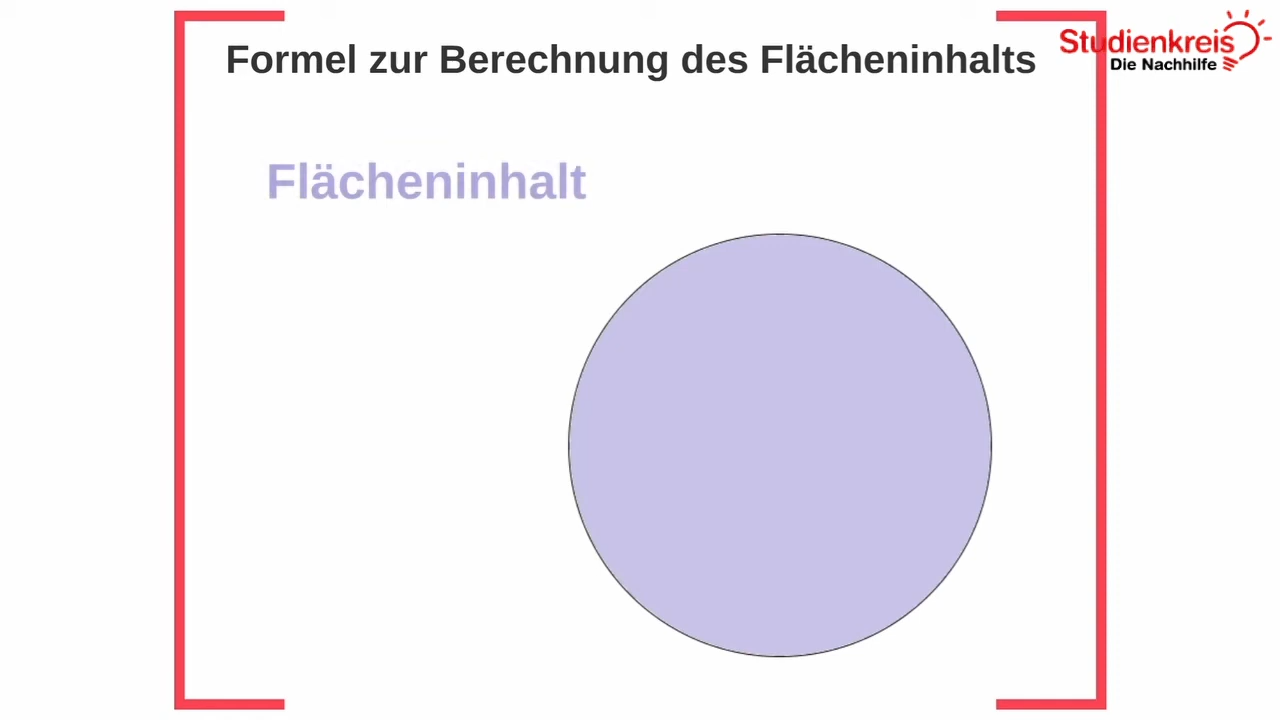 Formel zur Berechnung des Flächeninhalts
Studienkreis
Die Nachhilfe
Flächeninhalt